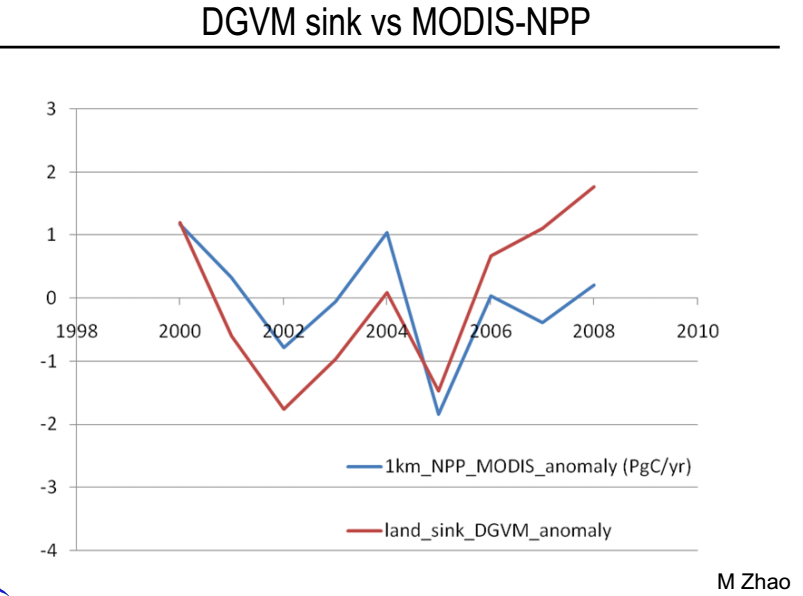 DGVM sink vs MODIS-NPP
3
2
1
0
1998 2000 2002 2004 2006 2008 2010
-1
-2
1km_NPP_MODIS_anomaly (PgC/yr)
-3
land_sink_DGVM_anomaly
-4
M Zhao